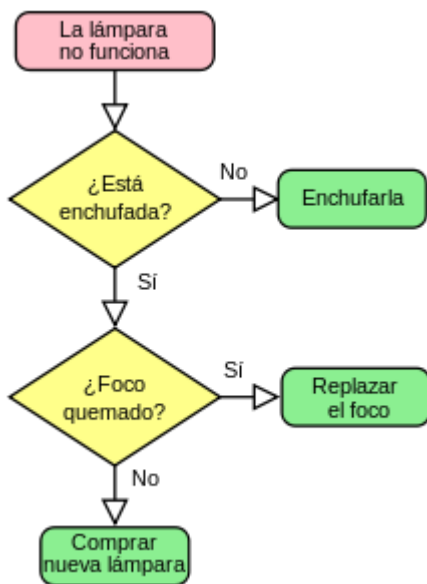 La lámpara
no funciona
¿Está
enchufada?
No
Enchufarla
Sí
¿Foco
quemado?
Sí
Replazar
el foco
No
Comprar
nueva lámpara